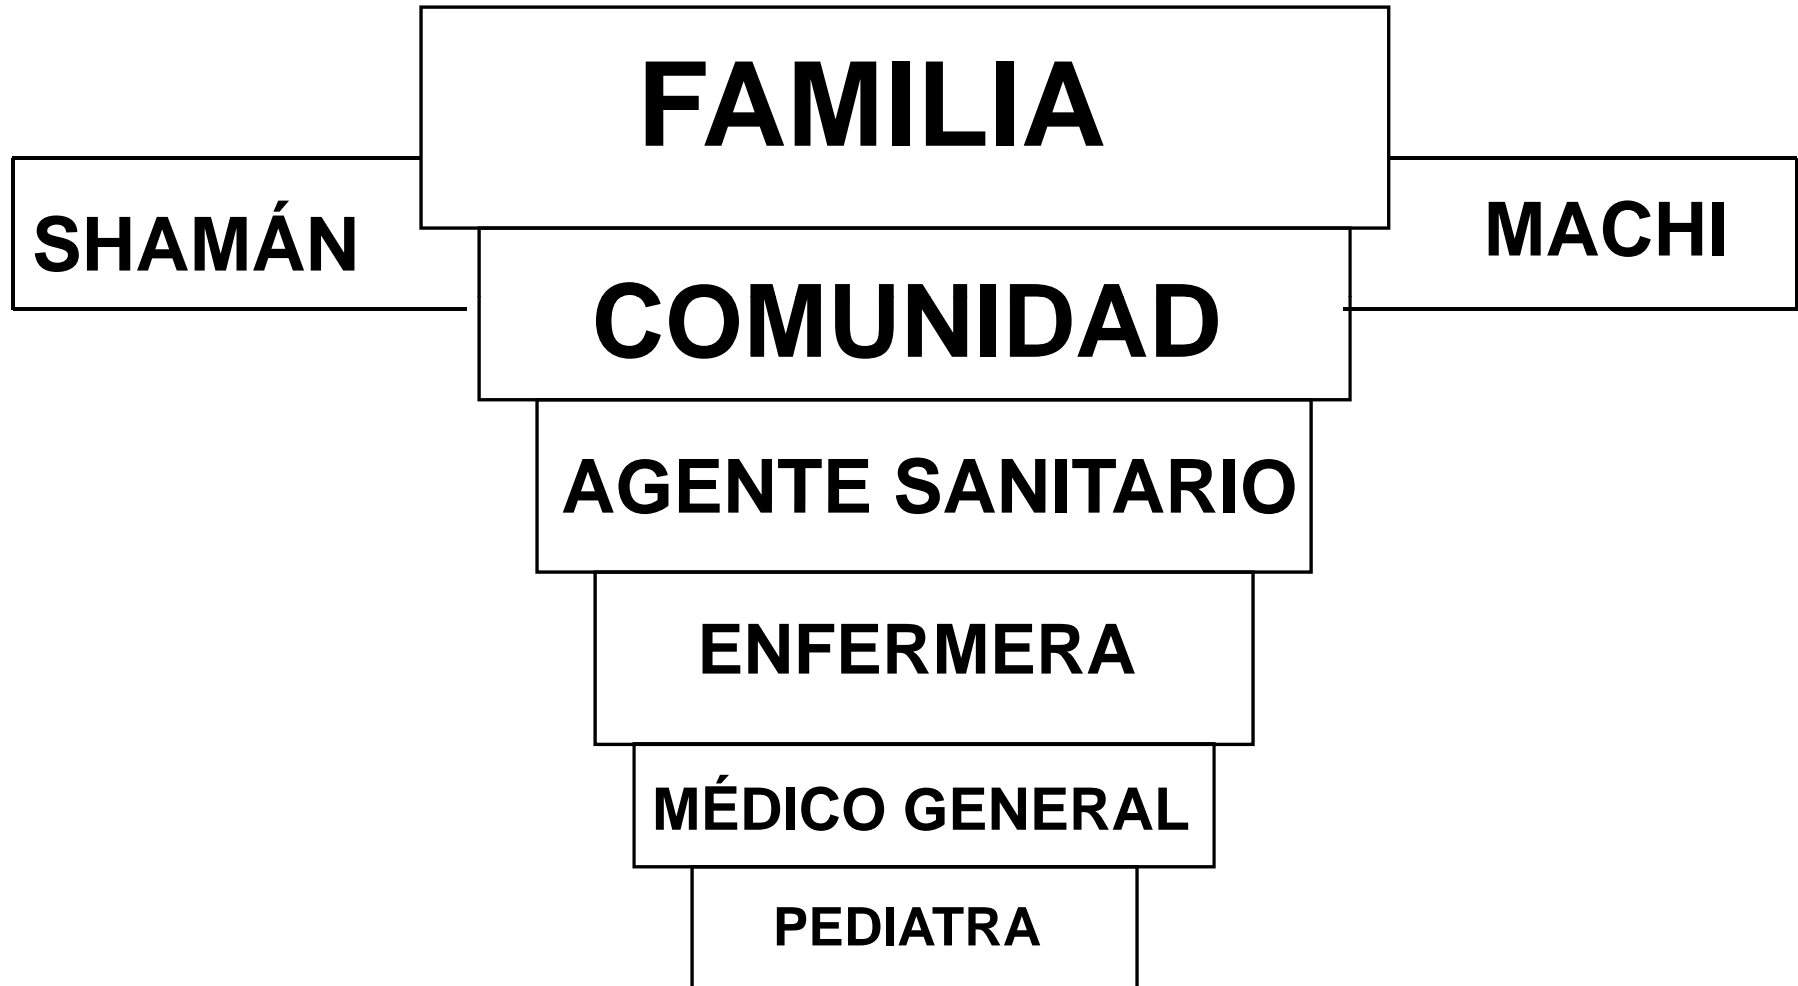 FAMILIA
SHAMÁN
MACHI
COMUNIDAD
AGENTE SANITARIO
ENFERMERA
MÉDICO GENERAL
PEDIATRA